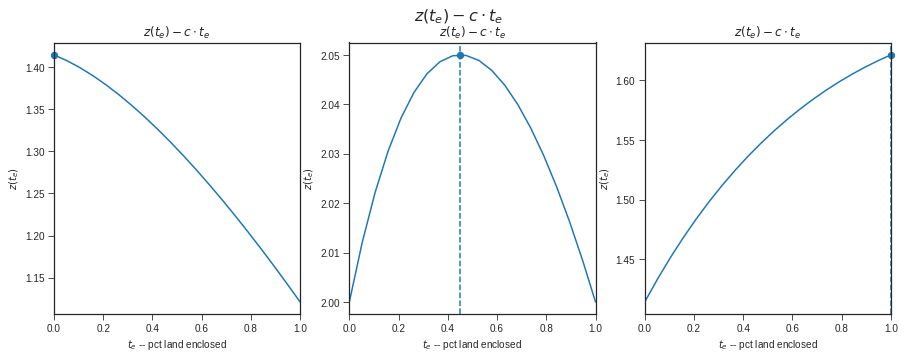 z(t_e) − c · t_e
z(t_e) − c · t_e
z(t_e) − c · t_e
z(t_e) − c · t_e
z(t_e)
1.40
1.35
1.30
1.25
1.20
1.15
0.0 0.2 0.4 0.6 0.8 1.0
t_e -- pct land enclosed
z(t_e)
2.05
2.04
2.03
2.02
2.01
2.00
0.0 0.2 0.4 0.6 0.8 1.0
t_e -- pct land enclosed
z(t_e)
1.60
1.55
1.50
1.45
0.0 0.2 0.4 0.6 0.8 1.0
t_e -- pct land enclosed